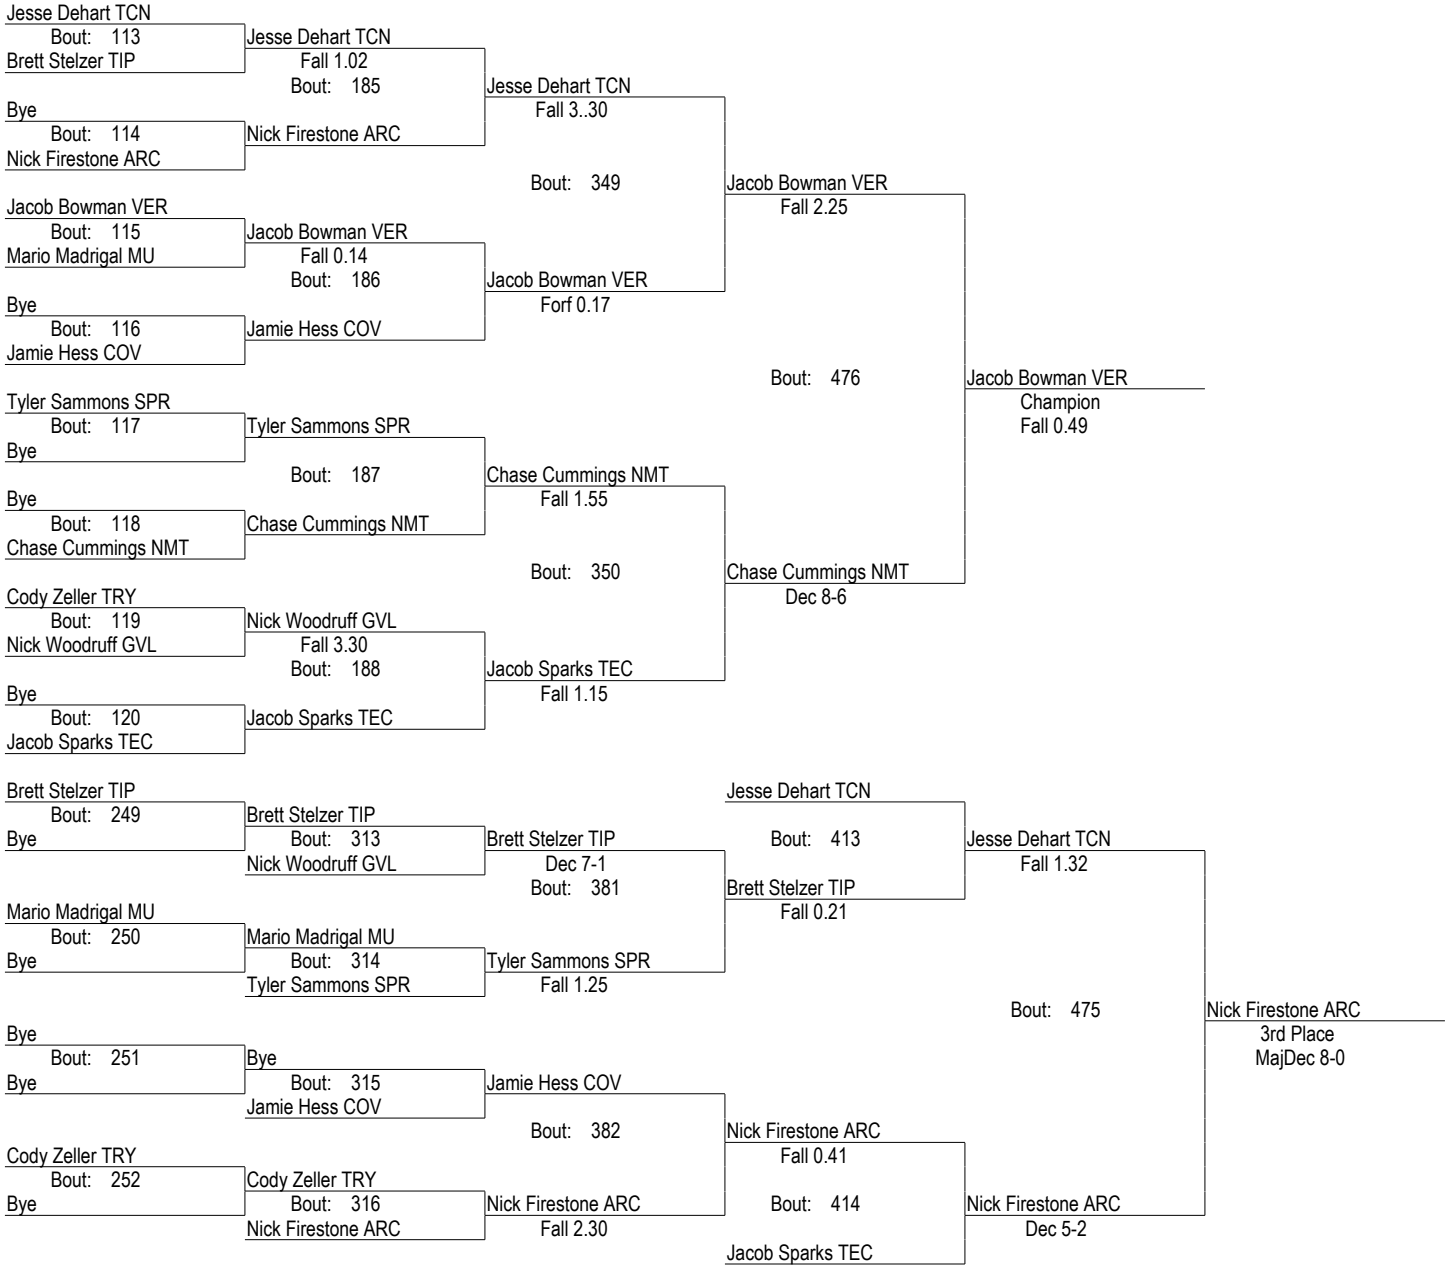 Jesse Dehart TCN
Bout: 113
Jesse Dehart TCN
Brett Stelzer TIP
Fall 1.02
Bout: 185
Jesse Dehart TCN
Bye
Fall 3..30
Bout: 114
Nick Firestone ARC
Nick Firestone ARC
Bout: 349
Jacob Bowman VER
Jacob Bowman VER
Fall 2.25
Bout: 115
Jacob Bowman VER
Mario Madrigal MU
Fall 0.14
Bout: 186
Jacob Bowman VER
Bye
Forf 0.17
Bout: 116
Jamie Hess COV
Jamie Hess COV
Bout: 476
Jacob Bowman VER
Tyler Sammons SPR
Champion
Bout: 117
Tyler Sammons SPR
Fall 0.49
Bye
Bout: 187
Chase Cummings NMT
Bye
Fall 1.55
Bout: 118
Chase Cummings NMT
Chase Cummings NMT
Bout: 350
Chase Cummings NMT
Cody Zeller TRY
Dec 8-6
Bout: 119
Nick Woodruff GVL
Nick Woodruff GVL
Fall 3.30
Bout: 188
Jacob Sparks TEC
Bye
Fall 1.15
Bout: 120
Jacob Sparks TEC
Jacob Sparks TEC
Brett Stelzer TIP
Jesse Dehart TCN
Bout: 249
Brett Stelzer TIP
Bye
Bout: 313
Brett Stelzer TIP
Bout: 413
Jesse Dehart TCN
Nick Woodruff GVL
Dec 7-1
Fall 1.32
Bout: 381
Brett Stelzer TIP
Mario Madrigal MU
Fall 0.21
Bout: 250
Mario Madrigal MU
Bye
Bout: 314
Tyler Sammons SPR
Tyler Sammons SPR
Fall 1.25
Bout: 475
Nick Firestone ARC
Bye
3rd Place
Bout: 251
Bye
MajDec 8-0
Bye
Bout: 315
Jamie Hess COV
Jamie Hess COV
Bout: 382
Nick Firestone ARC
Cody Zeller TRY
Fall 0.41
Bout: 252
Cody Zeller TRY
Bye
Bout: 316
Nick Firestone ARC
Bout: 414
Nick Firestone ARC
Nick Firestone ARC
Fall 2.30
Dec 5-2
Jacob Sparks TEC